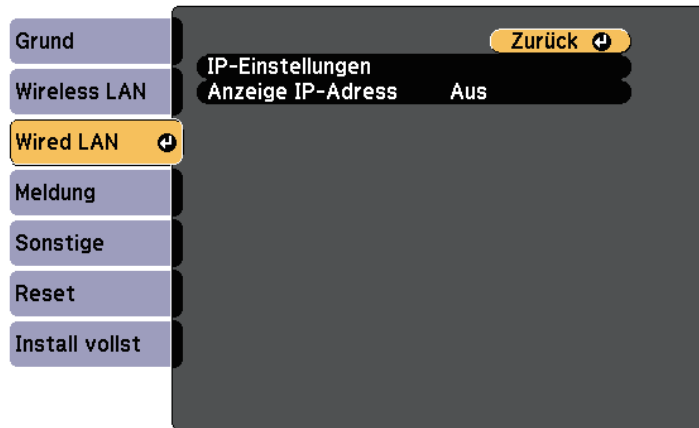 Grund
Wireless LAN
Wired LAN
Meldung
Sonstige
Reset
Install vollst
Zurück
IP-Einstellungen
Anzeige IP-Adress Aus